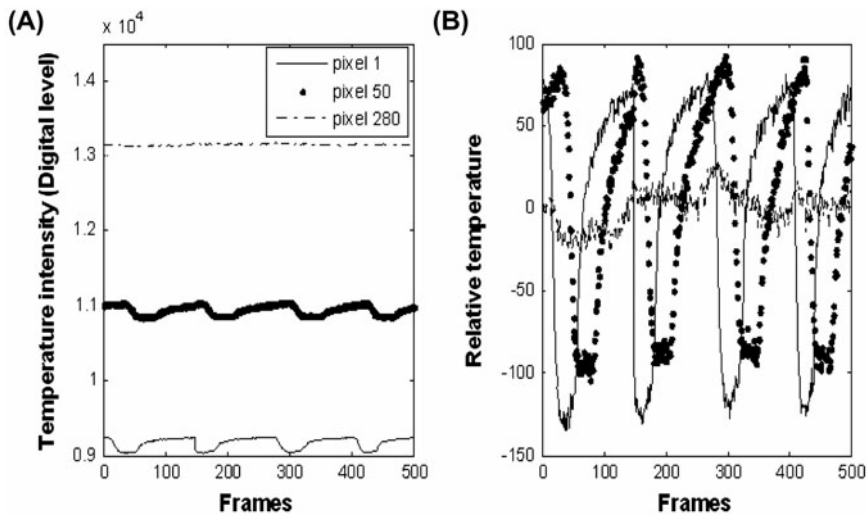 (A)
x 10⁴
1.4
1.3
1.2
1.1
1
0.9
0 100 200 300 400 500
Temperature intensity (Digital level)
Frames
pixel 1
pixel 50
pixel 280
(B)
100
50
0
-50
-100
-150
0 100 200 300 400 500
Relative temperature
Frames